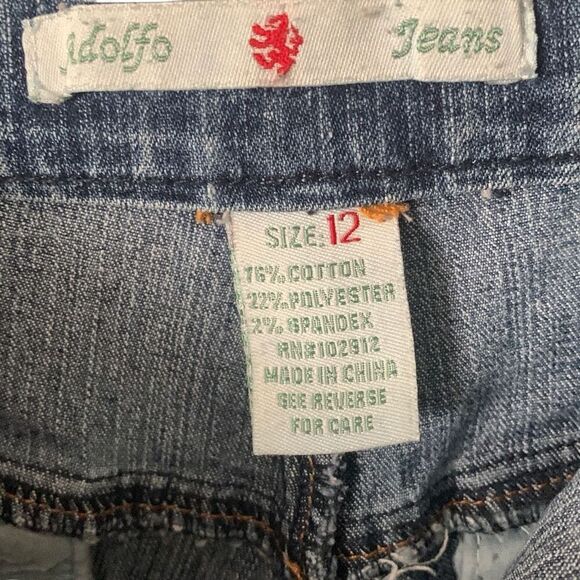 Adolfo Jeans
SIZE: 12
76% COTTON
22% POLYESTER
2% SPANDEX
RN#102912
MADE IN CHINA
SEE REVERSE
FOR CARE